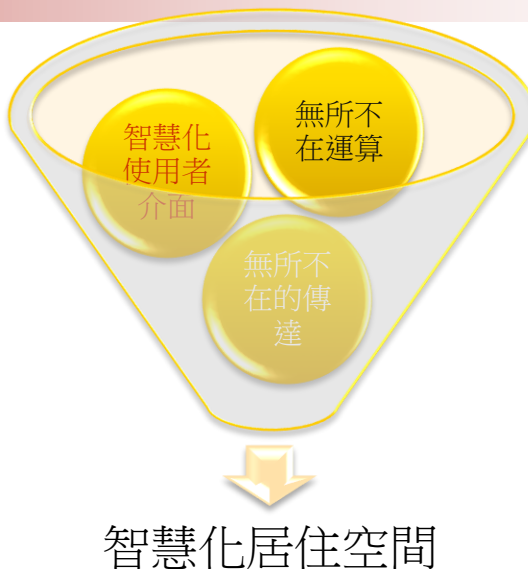 智慧化
使用者
介面
無所不
在運算
無所不
在的傳
達
智慧化居住空間